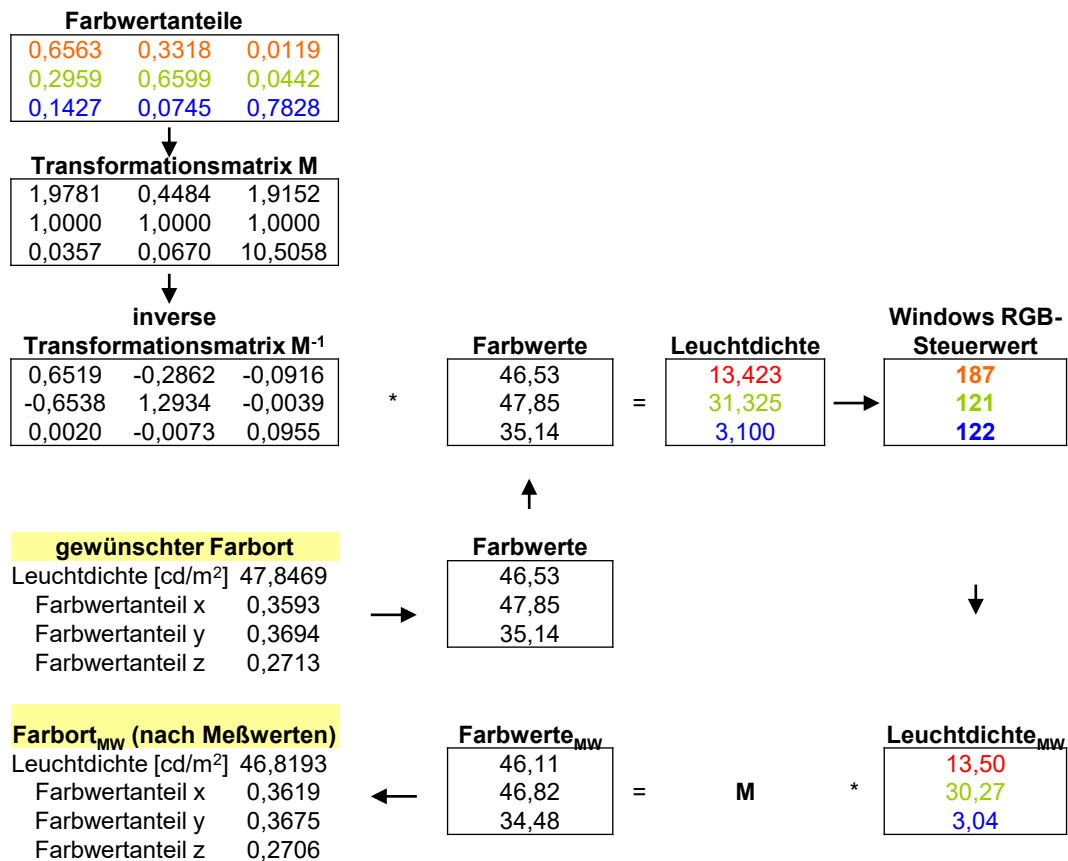 Farbwertanteile
0,6563 0,3318 0,0119
0,2959 0,6599 0,0442
0,1427 0,0745 0,7828
Transformationsmatrix M
1,9781 0,4484 1,9152
1,0000 1,0000 1,0000
0,0357 0,0670 10,5058
inverse
Transformationsmatrix M-1
0,6519 -0,2862 -0,0916
-0,6538 1,2934 -0,0039
0,0020 -0,0073 0,0955
*
Farbwerte
46,53
47,85
35,14
=
Leuchtdichte
13,423
31,325
3,100
Windows RGB-
Steuerwert
187
121
122
gewünschter Farbort
Leuchtdichte [cd/m2] 47,8469
Farbwertanteil x 0,3593
Farbwertanteil y 0,3694
Farbwertanteil z 0,2713
Farbwerte
46,53
47,85
35,14
Farbort MW (nach Meßwerten)
Leuchtdichte [cd/m2] 46,8193
Farbwertanteil x 0,3619
Farbwertanteil y 0,3675
Farbwertanteil z 0,2706
Farbwerte MW
46,11
46,82
34,48
= M *
Leuchtdichte MW
13,50
30,27
3,04